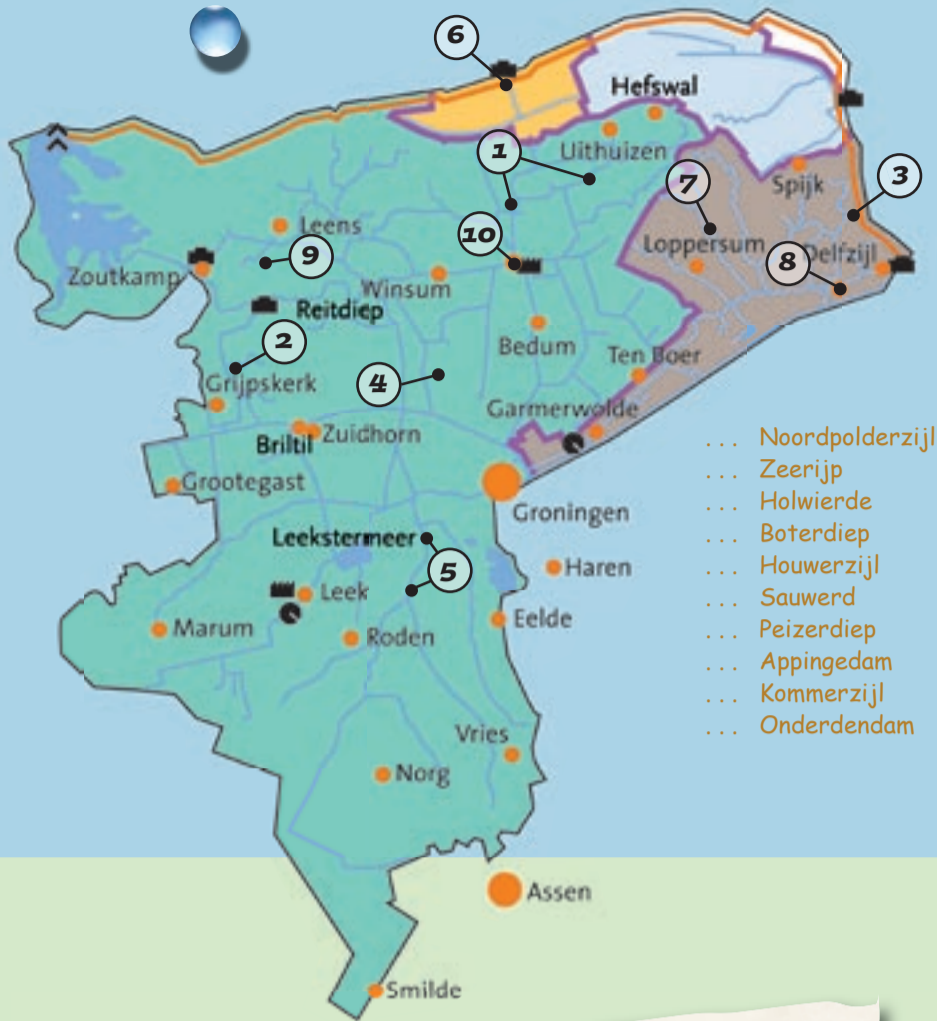 6
Hefswal
1
Uithuizen
7
Spijk
3
Leens
10
Loppersum
Delfzijl
9
8
Zoutkamp
Winsum
Reitdiep
2
Bedum
Ten Boer
4
Grijpskerk
Garmerwolde
Briltil
Zuidhorn
Grootegast
Groningen
Leekstermeer
5
Haren
Leek
Eelde
Marum
Roden
Vries
Norg
Assen
Smilde
... Noordpolderzijl
... Zeerijp
... Holwierde
... Boterdiep
... Houwerzijl
... Sauwerd
... Peizerdiep
... Appingedam
... Kommerzijl
... Onderdendam